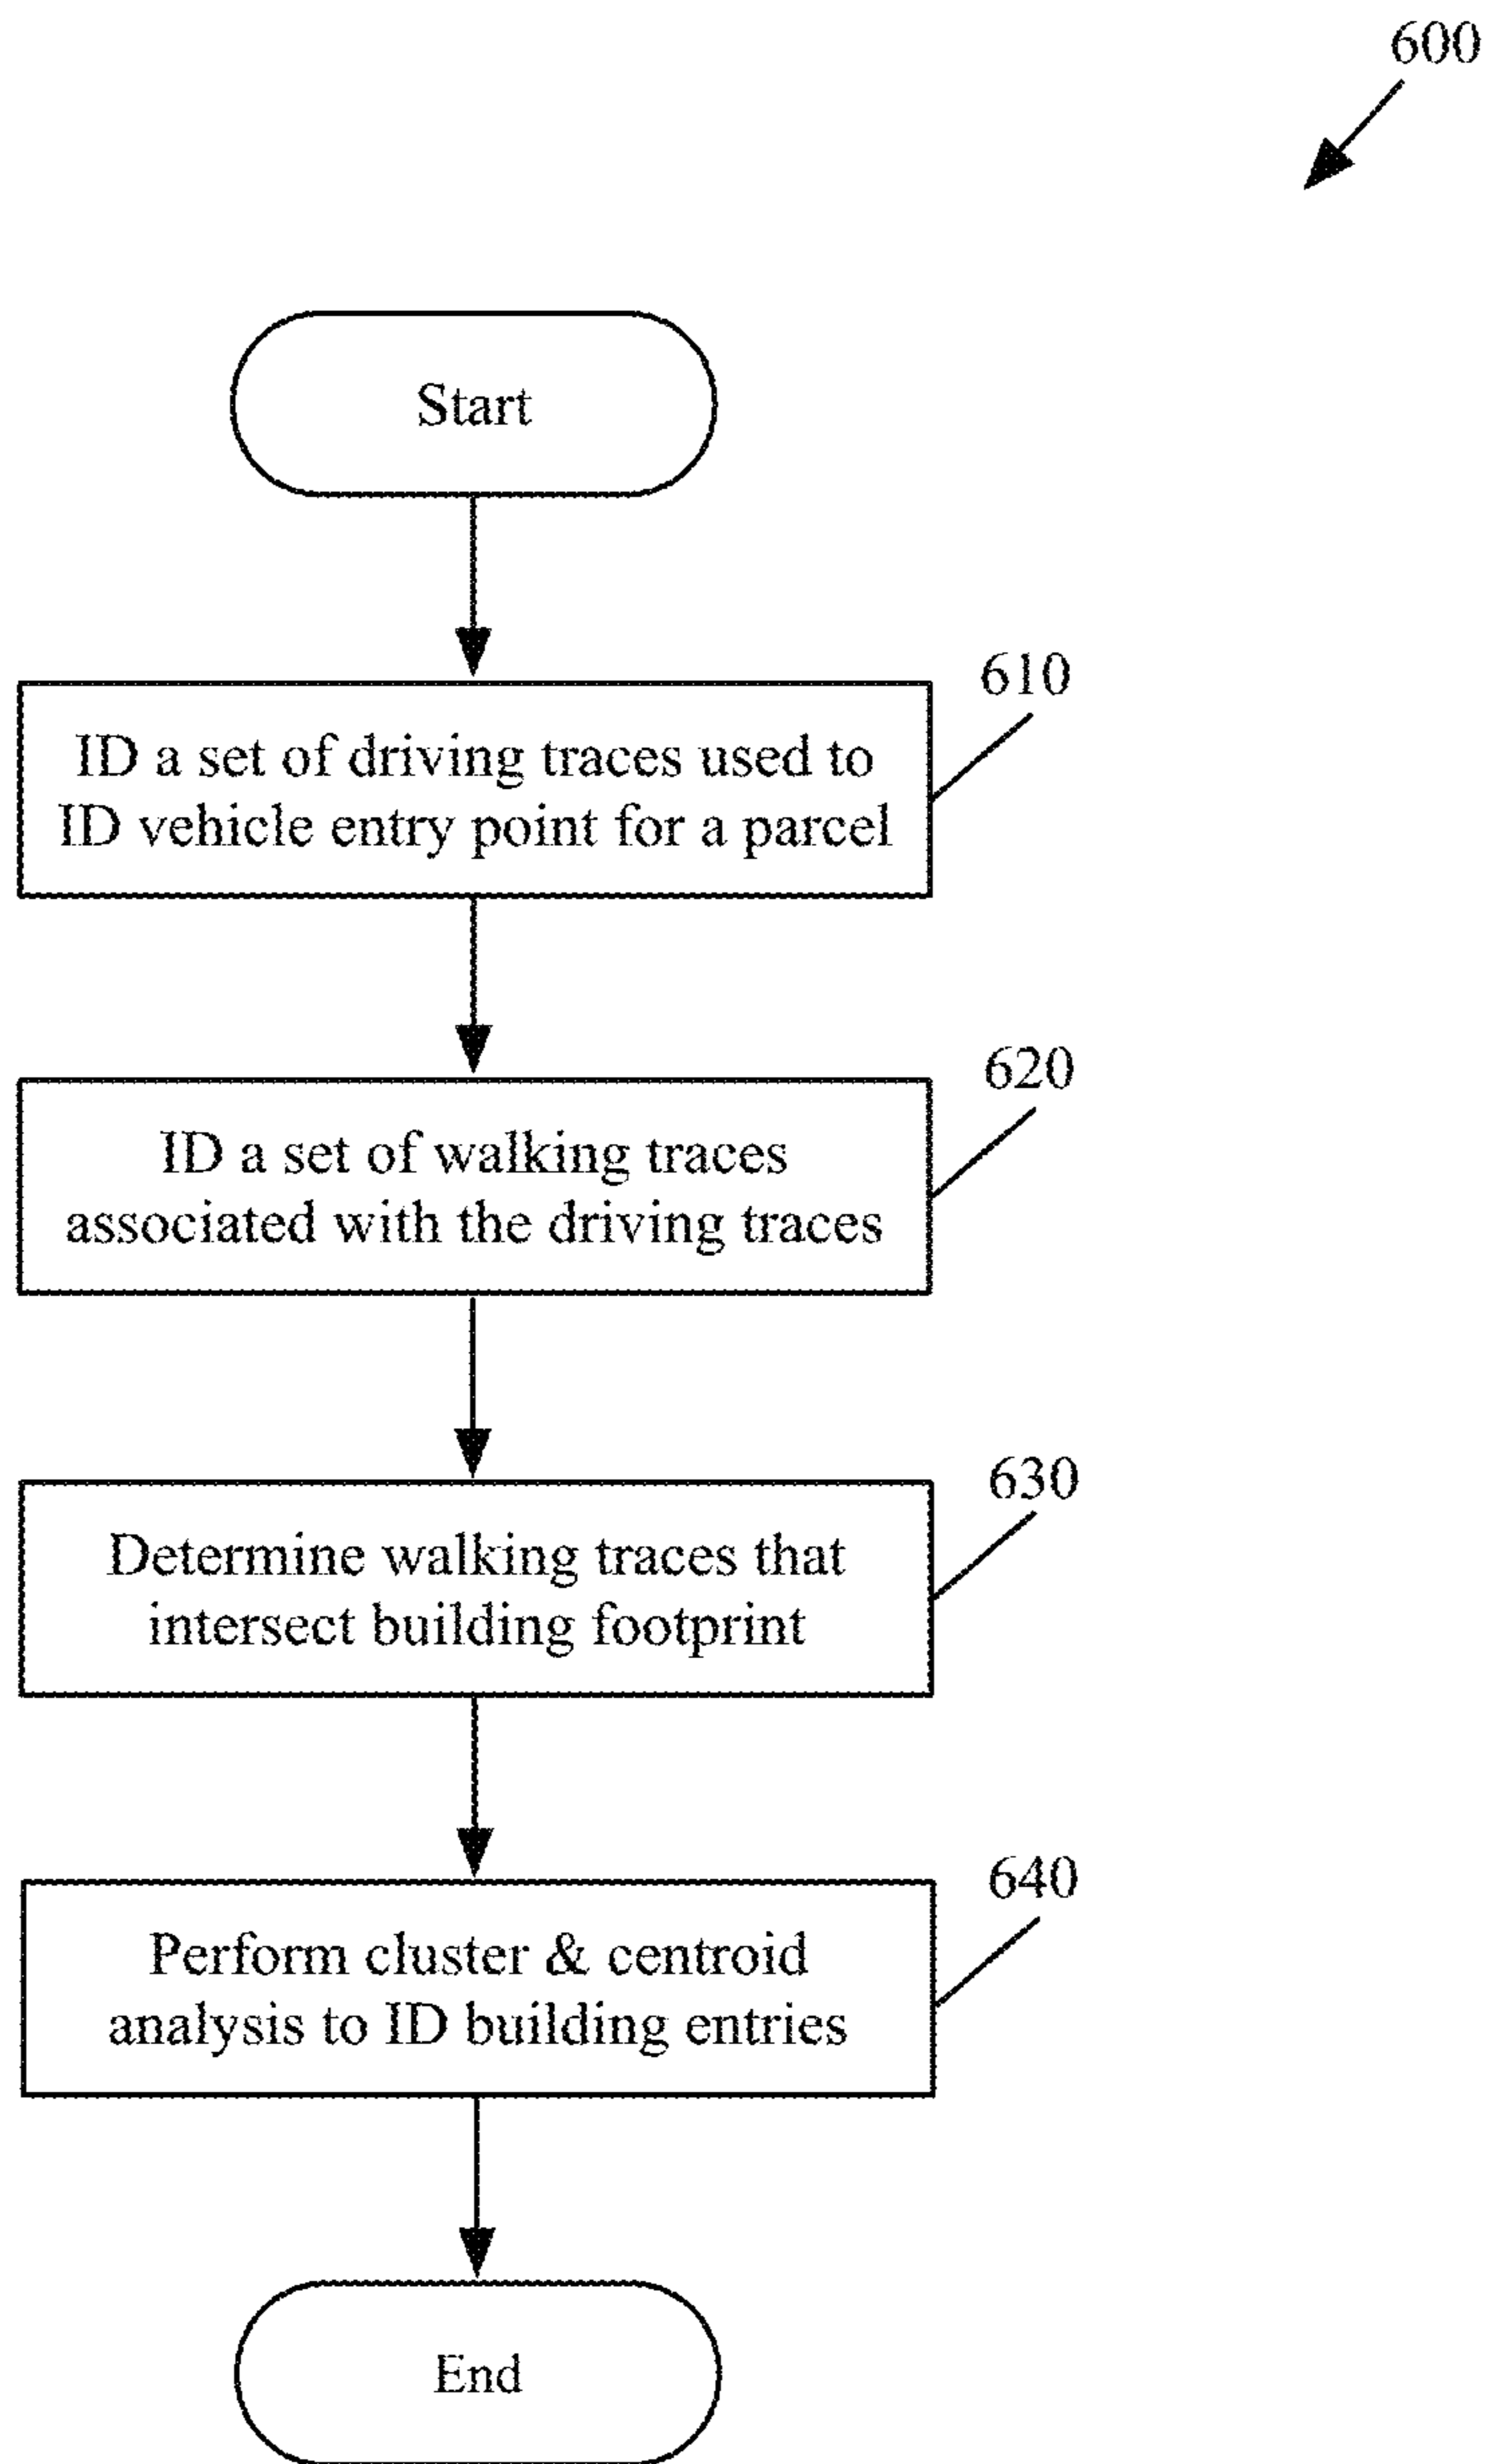 600
Start
610
ID a set of driving traces used to
ID vehicle entry point for a parcel
620
ID a set of walking traces
associated with the driving traces
630
Determine walking traces that
intersect building footprint
640
Perform cluster & centroid
analysis to ID building entries
End